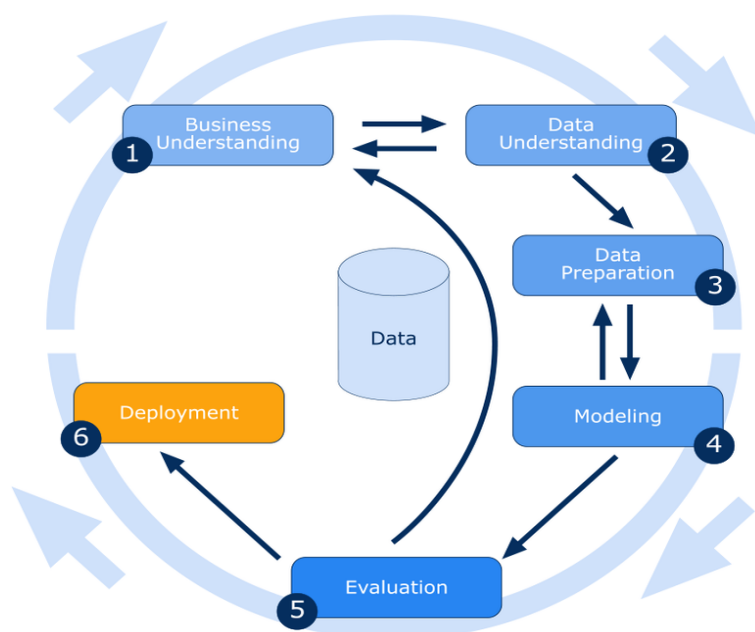 Business
Understanding
1
Data
Understanding
2
Data
Preparation
3
Data
Modeling
4
Deployment
6
Evaluation
5